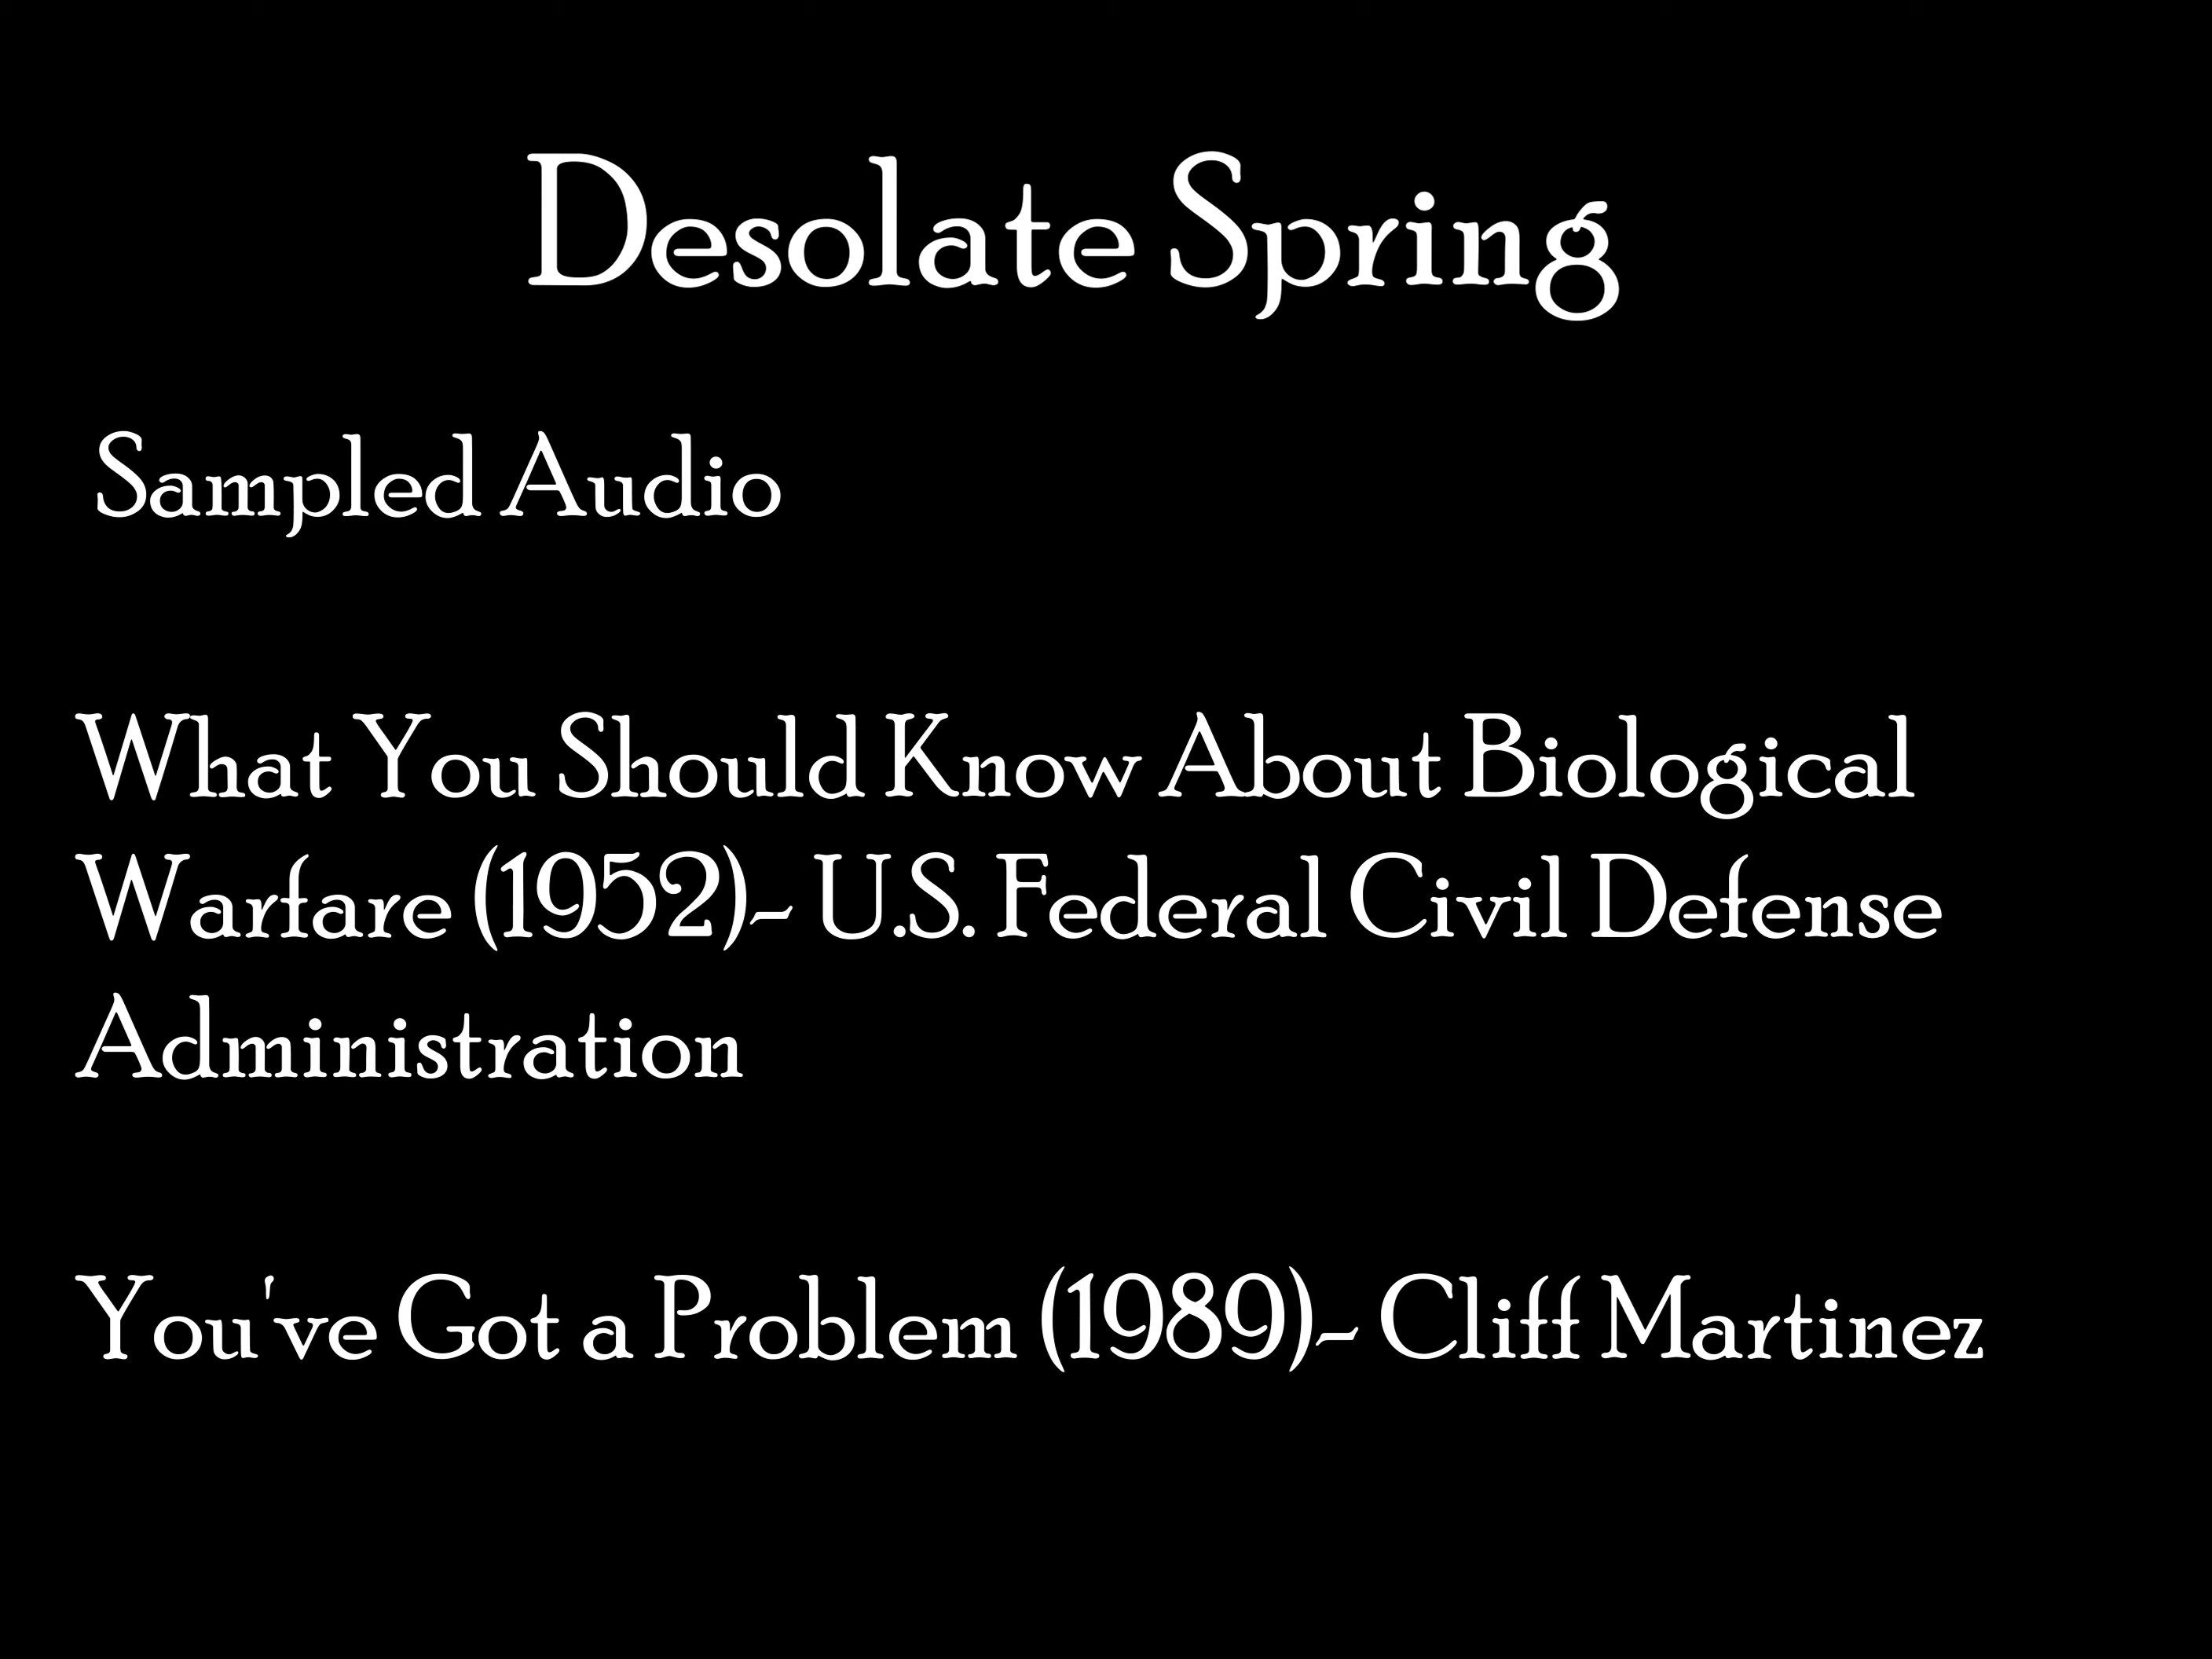 Desolate Spring
Sampled Audio
What You Should Know About Biological
Warfare (1952)- U.S. Federal Civil Defense
Administration
You've Got a Problem (1989)- Cliff Martinez